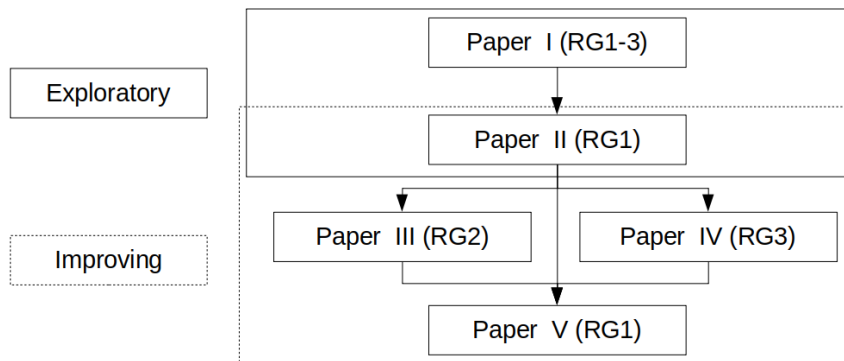 Paper I (RG1-3)
Exploratory
Paper II (RG1)
Paper III (RG2)
Paper IV (RG3)
Improving
Paper V (RG1)